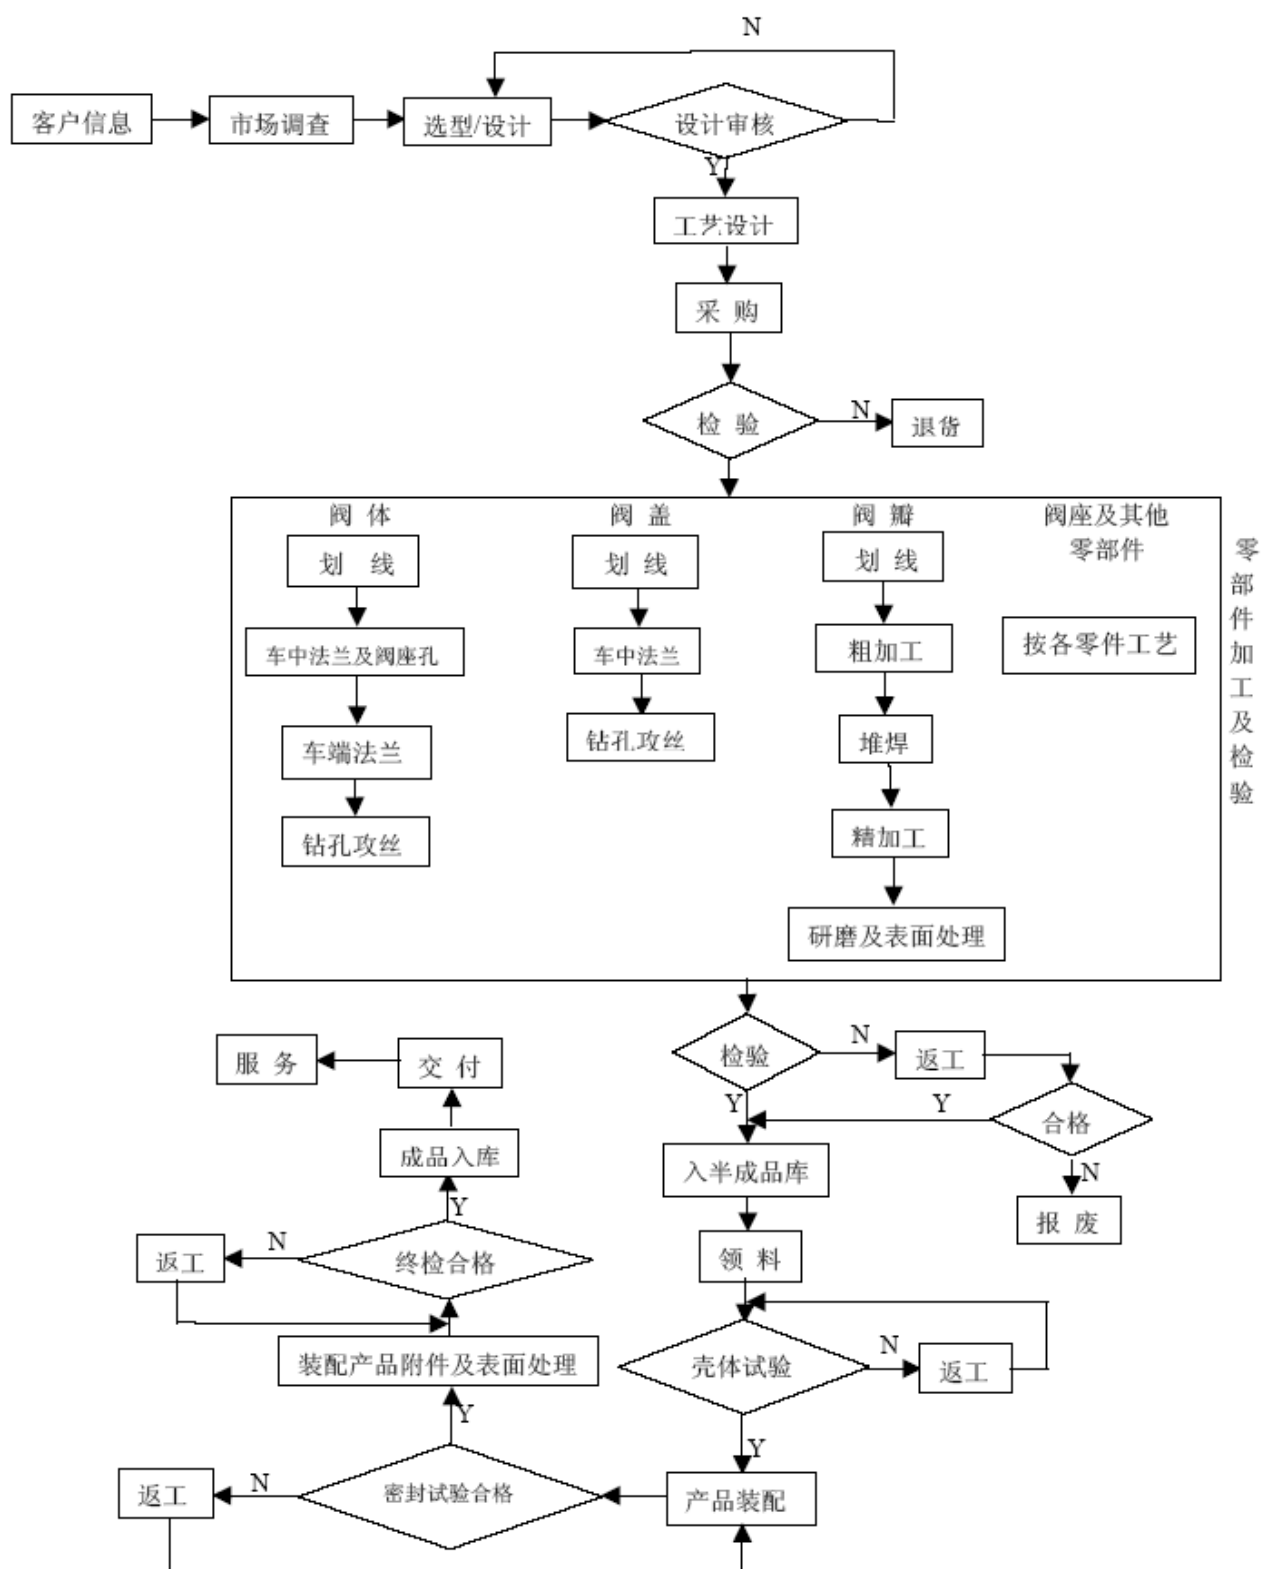 N
客户信息
市场调查
选型/设计
设计审核
Y
工艺设计
采 购
检 验
N
退货
阀 体
阀 盖
阀 瓣
阀座及其他
零部件
零部件加工及检验
划 线
划 线
划 线
车中法兰及阀座孔
车中法兰
粗加工
按各零件工艺
车端法兰
钻孔攻丝
堆焊
钻孔攻丝
精加工
研磨及表面处理
检验
N
返工
服 务
交 付
Y
Y
合格
成品入库
入半成品库
N
报 废
Y
返工
N
终检合格
领 料
装配产品附件及表面处理
壳体试验
N
返工
Y
Y
返工
N
密封试验合格
产品装配